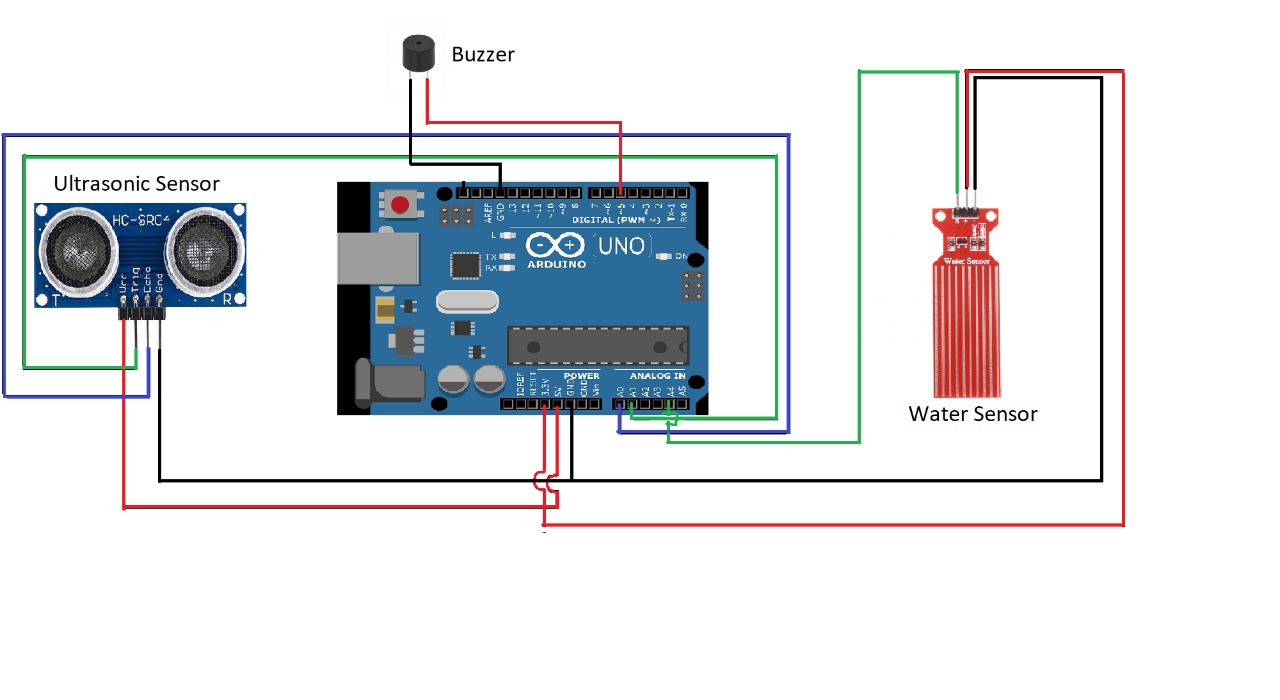 Buzzer
Ultrasonic Sensor
HC-SR04
Vcc
Trig
Echo
Gnd
T
R
AREF
GND
13
12
~11
~10
~9
8
7
~6
~5
4
~3
2
TX-1
RX-0
DIGITAL (PWM ~)
L
TX
RX
UNO
ARDUINO
ON
POWER
ANALOG IN
IOREF
RESET
3.3V
5V
GND
GND
Vin
A0
A1
A2
A3
A4
A5
+
Water Sensor
Water Sensor